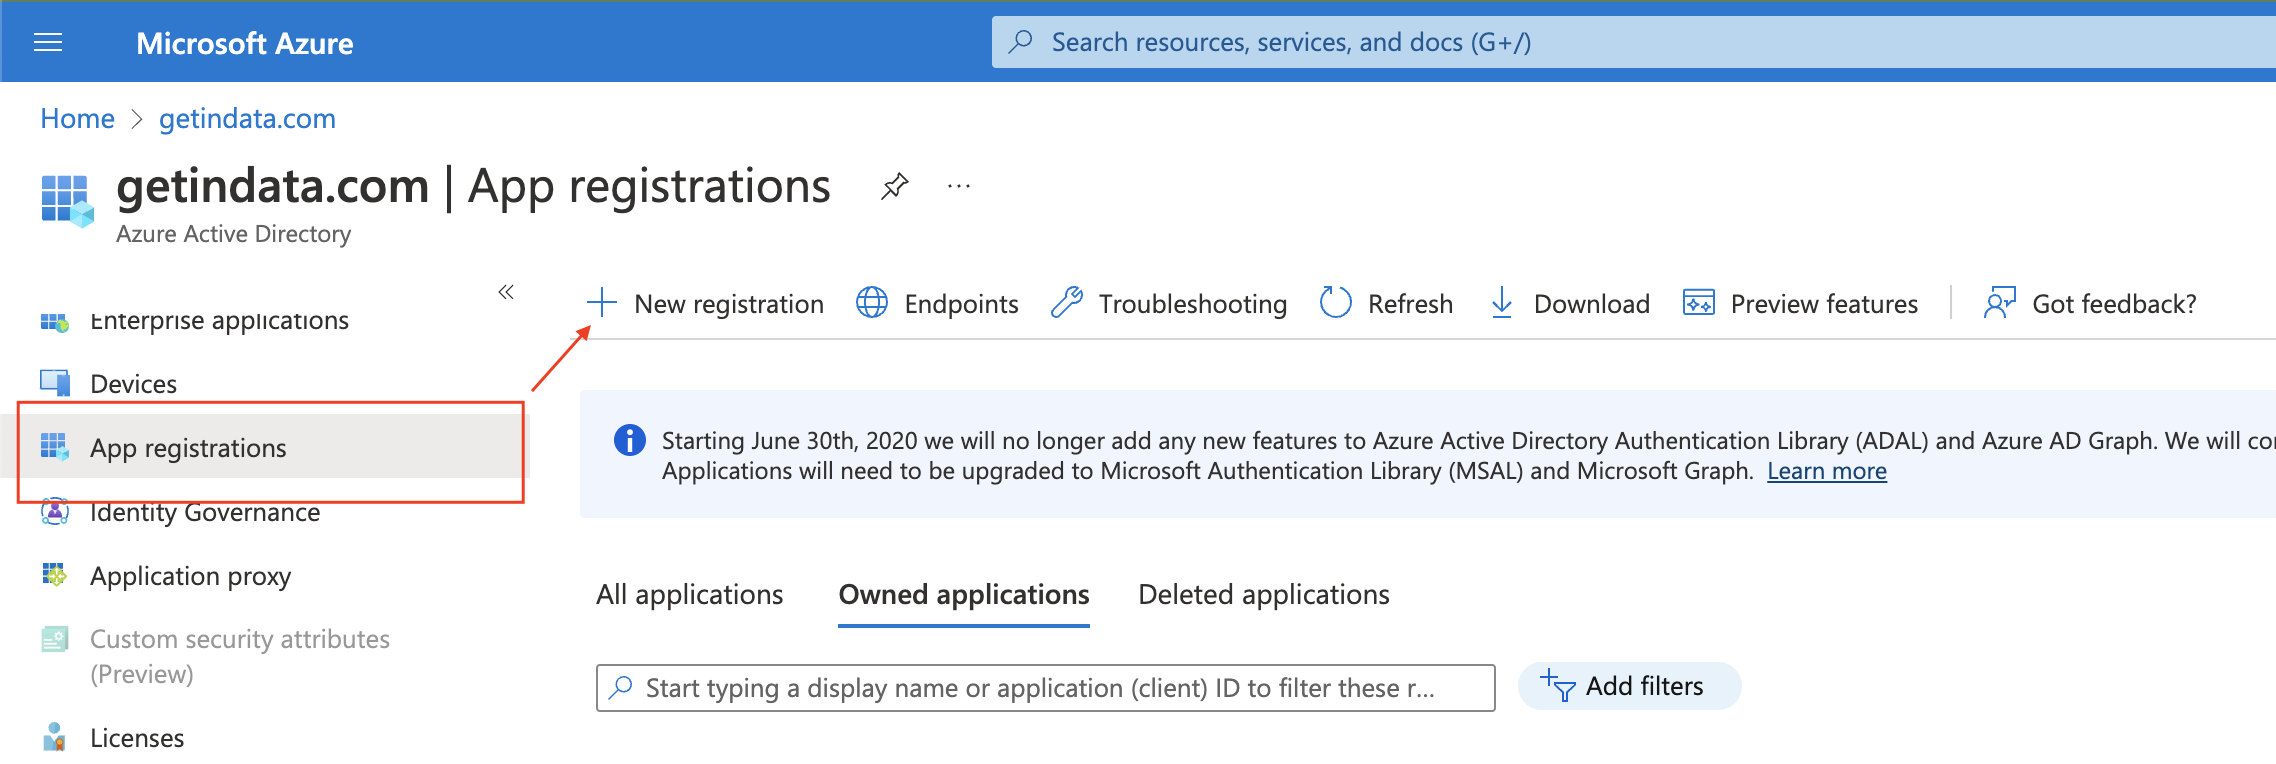 Microsoft Azure
Search resources, services, and docs (G+/)
Home > getindata.com
getindata.com | App registrations
Azure Active Directory
Enterprise applications
Devices
App registrations
Identity Governance
Application proxy
Custom security attributes
(Preview)
Licenses
New registration
Endpoints
Troubleshooting
Refresh
Download
Preview features
Got feedback?
Starting June 30th, 2020 we will no longer add any new features to Azure Active Directory Authentication Library (ADAL) and Azure AD Graph. We will
Applications will need to be upgraded to Microsoft Authentication Library (MSAL) and Microsoft Graph. Learn more
All applications
Owned applications
Deleted applications
Start typing a display name or application (client) ID to filter these r...
Add filters